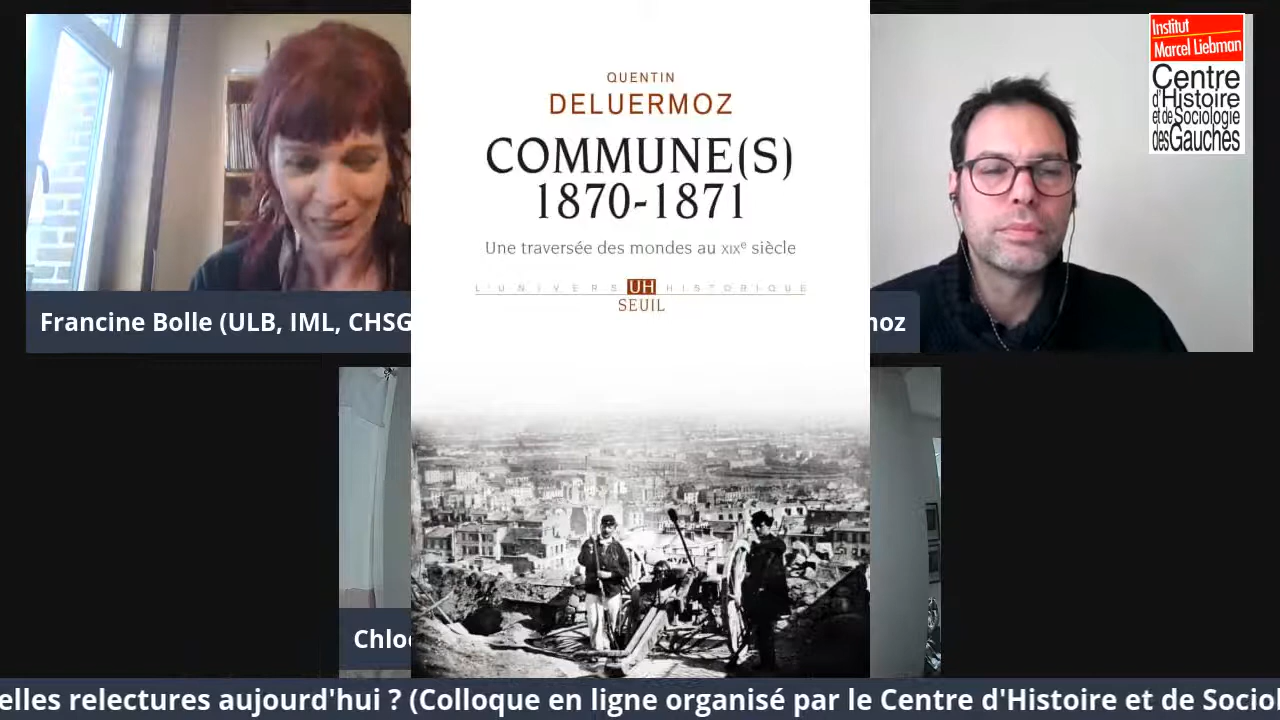 Institut
Marcel Liebman
Centre
d'Histoire
et de Sociologie
des Gauches
QUENTIN
DELUERMOZ
COMMUNE(S)
1870-1871
Une traversée des mondes au XIXe siècle
L'UNIVERS UH HISTORIQUE
SEUIL
Francine Bolle (ULB, IML, CHSG
noz
Chloé
elles relectures aujourd'hui ? (Colloque en ligne organisé par le Centre d'Histoire et de Sociol